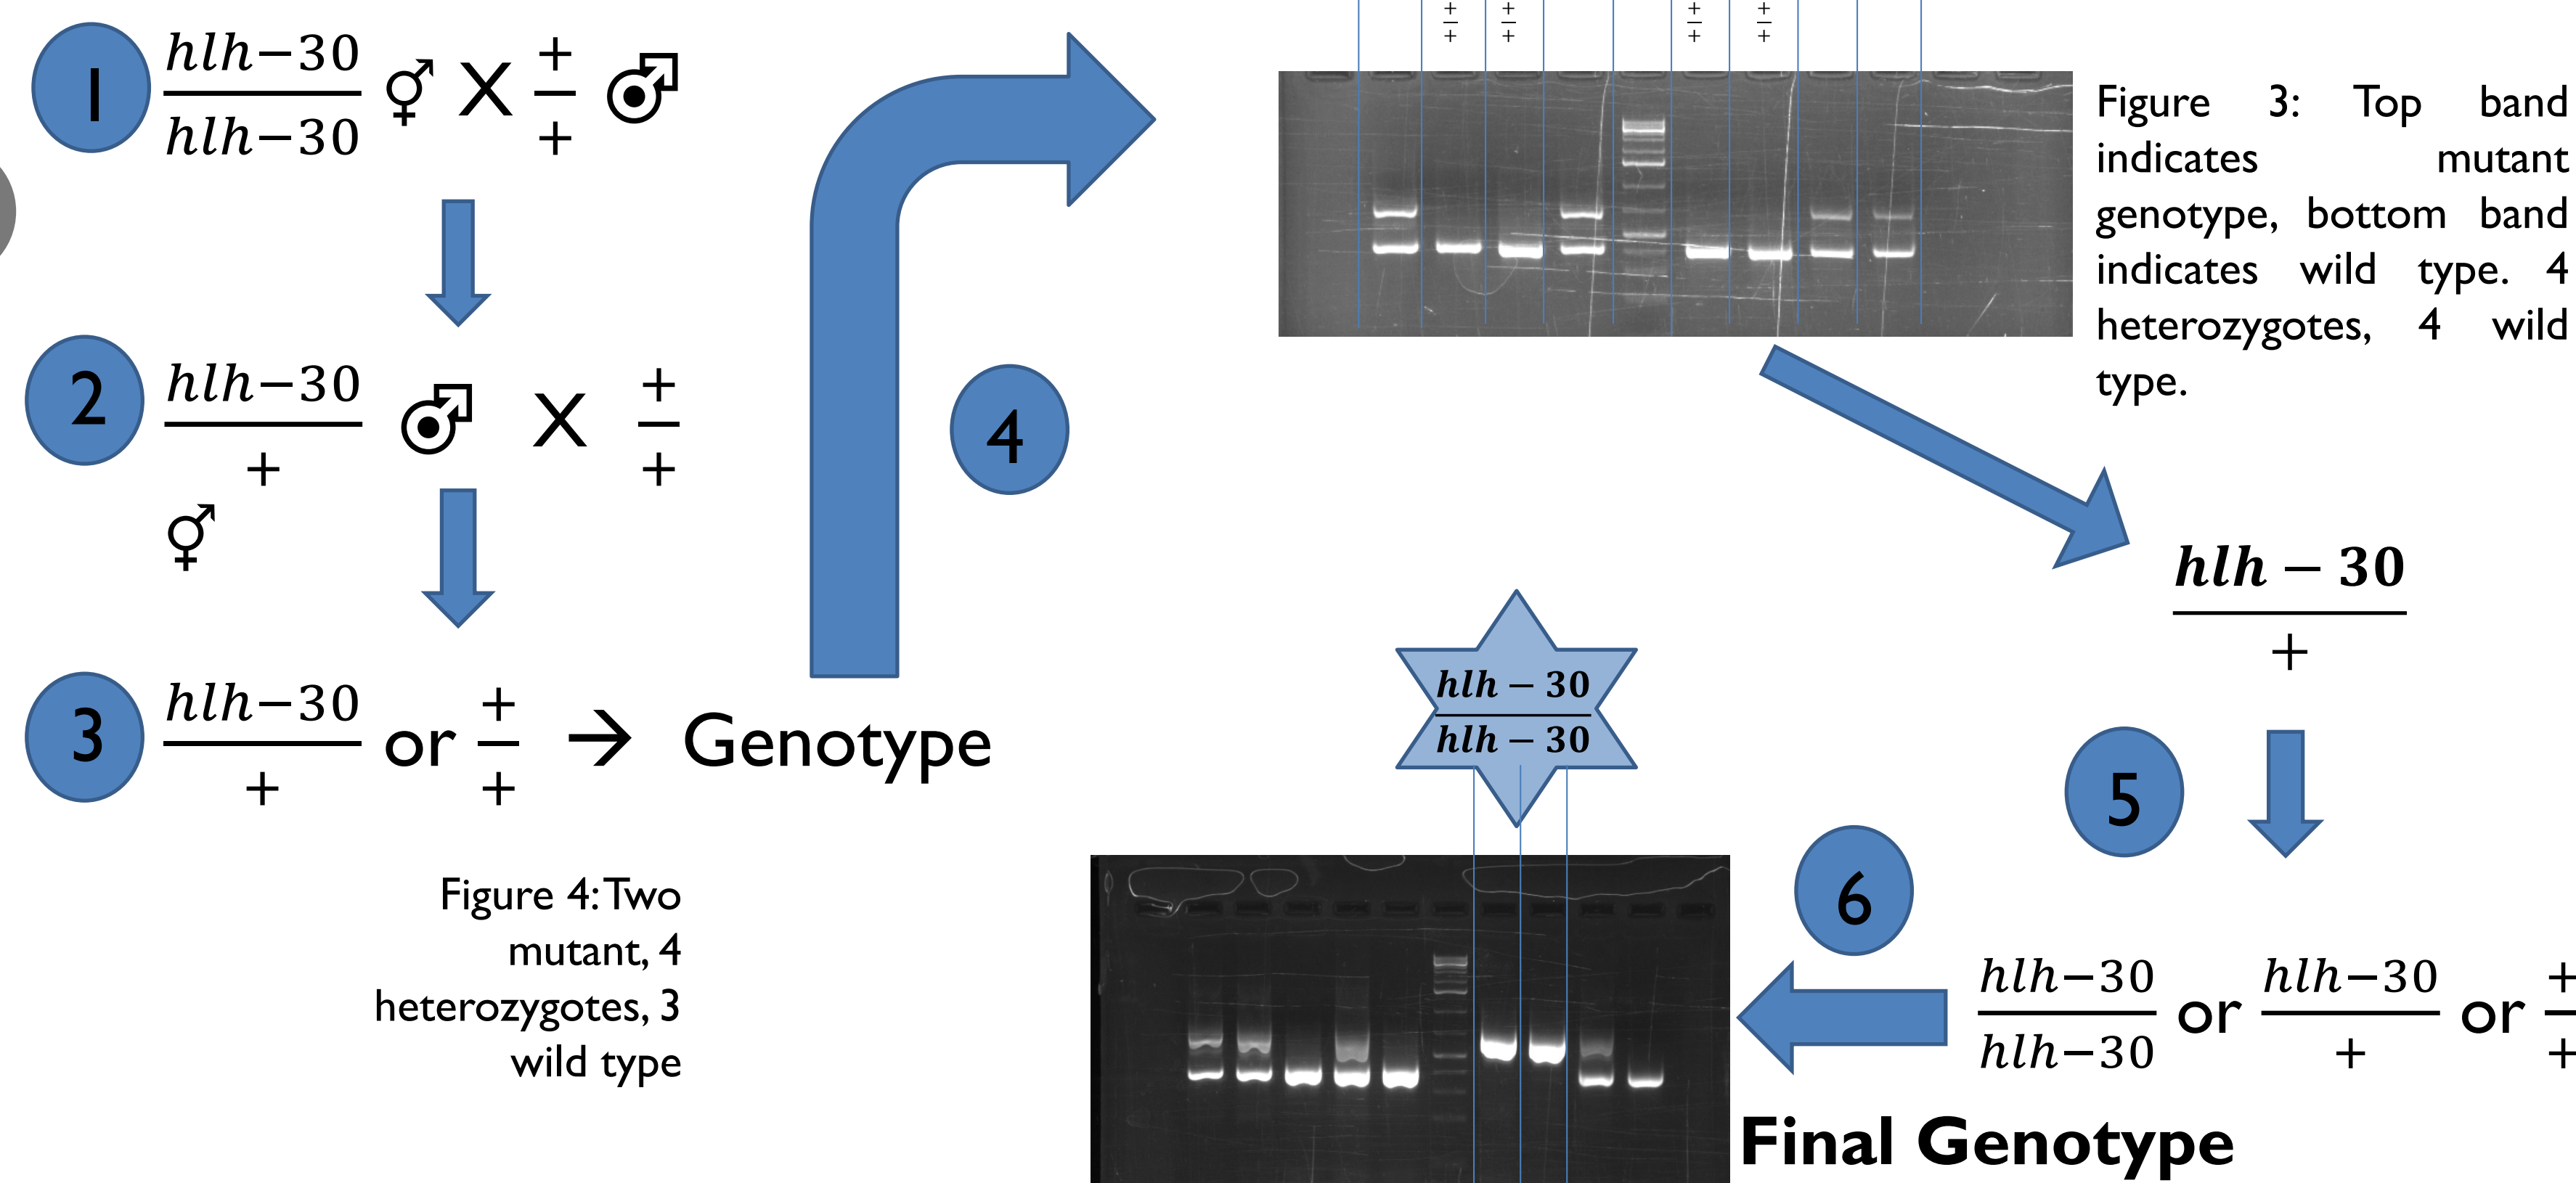 1
hlh−30
hlh−30
⚥ X
+
+
2
hlh−30
+
X
+
+
⚥
3
hlh−30
+
or
+
+
→ Genotype
4
+
+
+
+
+
+
+
+
Figure 3: Top band
indicates mutant
genotype, bottom band
indicates wild type. 4
heterozygotes, 4 wild
type.
hlh − 30
+
5
hlh−30
hlh−30
or
hlh−30
+
or
+
+
6
Final Genotype
hlh − 30
hlh − 30
Figure 4: Two
mutant, 4
heterozygotes, 3
wild type